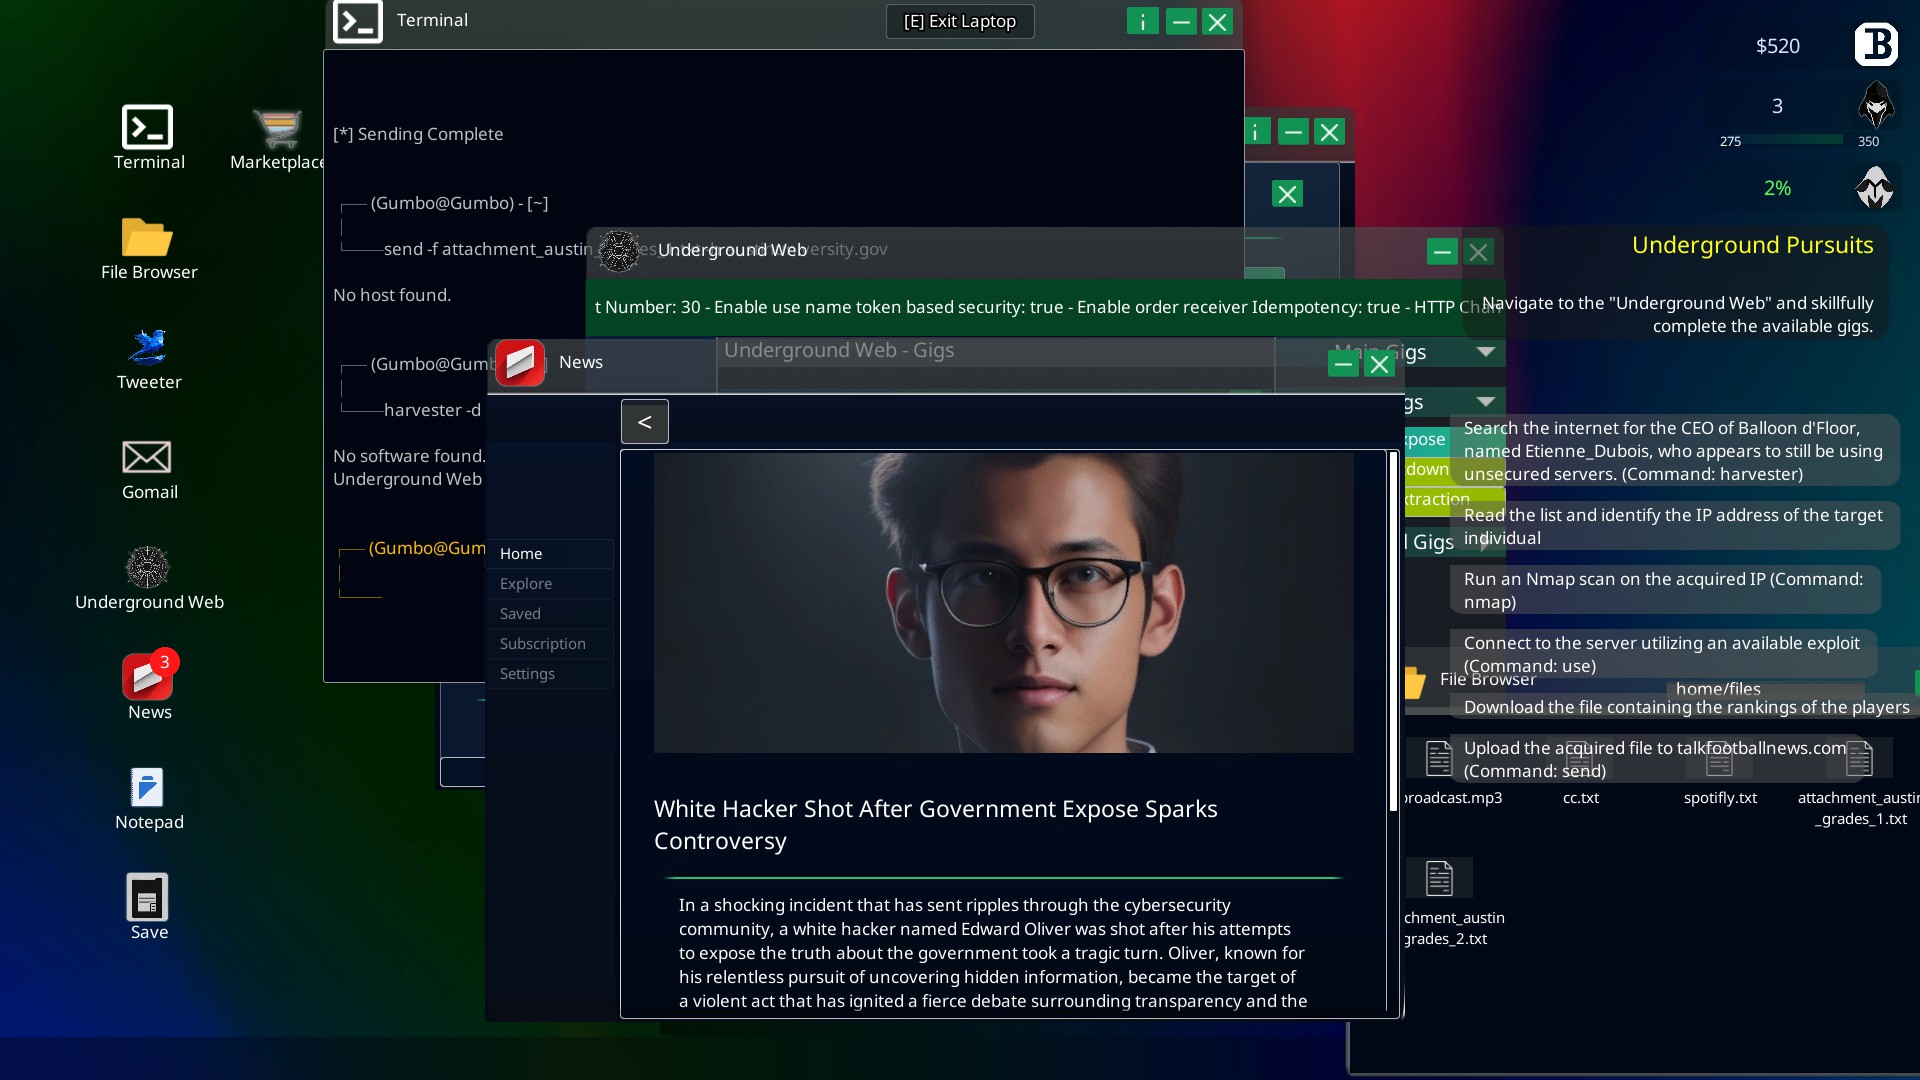 Terminal
[E] Exit Laptop
$520
3
275
350
2%
Terminal
Marketplace
File Browser
Tweeter
Gomail
Underground Web
3
News
Notepad
Save
[*] Sending Complete
(Gumbo@Gumbo) - [~]
send -f attachment_austin
versity.gov
No host found.
(Gumb
harvester -d
No software found.
Underground Web
(Gumbo@Gum
Underground Web
t Number: 30 - Enable use name token based security: true - Enable order receiver Idempotency: true - HTTP Chan
Underground Web - Gigs
Main Gigs
gs
xpose
down
xtraction
l Gigs
News
<
Home
Explore
Saved
Subscription
Settings
White Hacker Shot After Government Expose Sparks
Controversy
In a shocking incident that has sent ripples through the cybersecurity
community, a white hacker named Edward Oliver was shot after his attempts
to expose the truth about the government took a tragic turn. Oliver, known for
his relentless pursuit of uncovering hidden information, became the target of
a violent act that has ignited a fierce debate surrounding transparency and the
Underground Pursuits
Navigate to the "Underground Web" and skillfully
complete the available gigs.
Search the internet for the CEO of Balloon d'Floor,
named Etienne_Dubois, who appears to still be using
unsecured servers. (Command: harvester)
Read the list and identify the IP address of the target
individual
Run an Nmap scan on the acquired IP (Command:
nmap)
Connect to the server utilizing an available exploit
(Command: use)
Download the file containing the rankings of the players
Upload the acquired file to talkfootballnews.com
(Command: send)
File Browser
home/files
broadcast.mp3
cc.txt
spotifly.txt
attachment_austin
_grades_1.txt
chment_austin
grades_2.txt